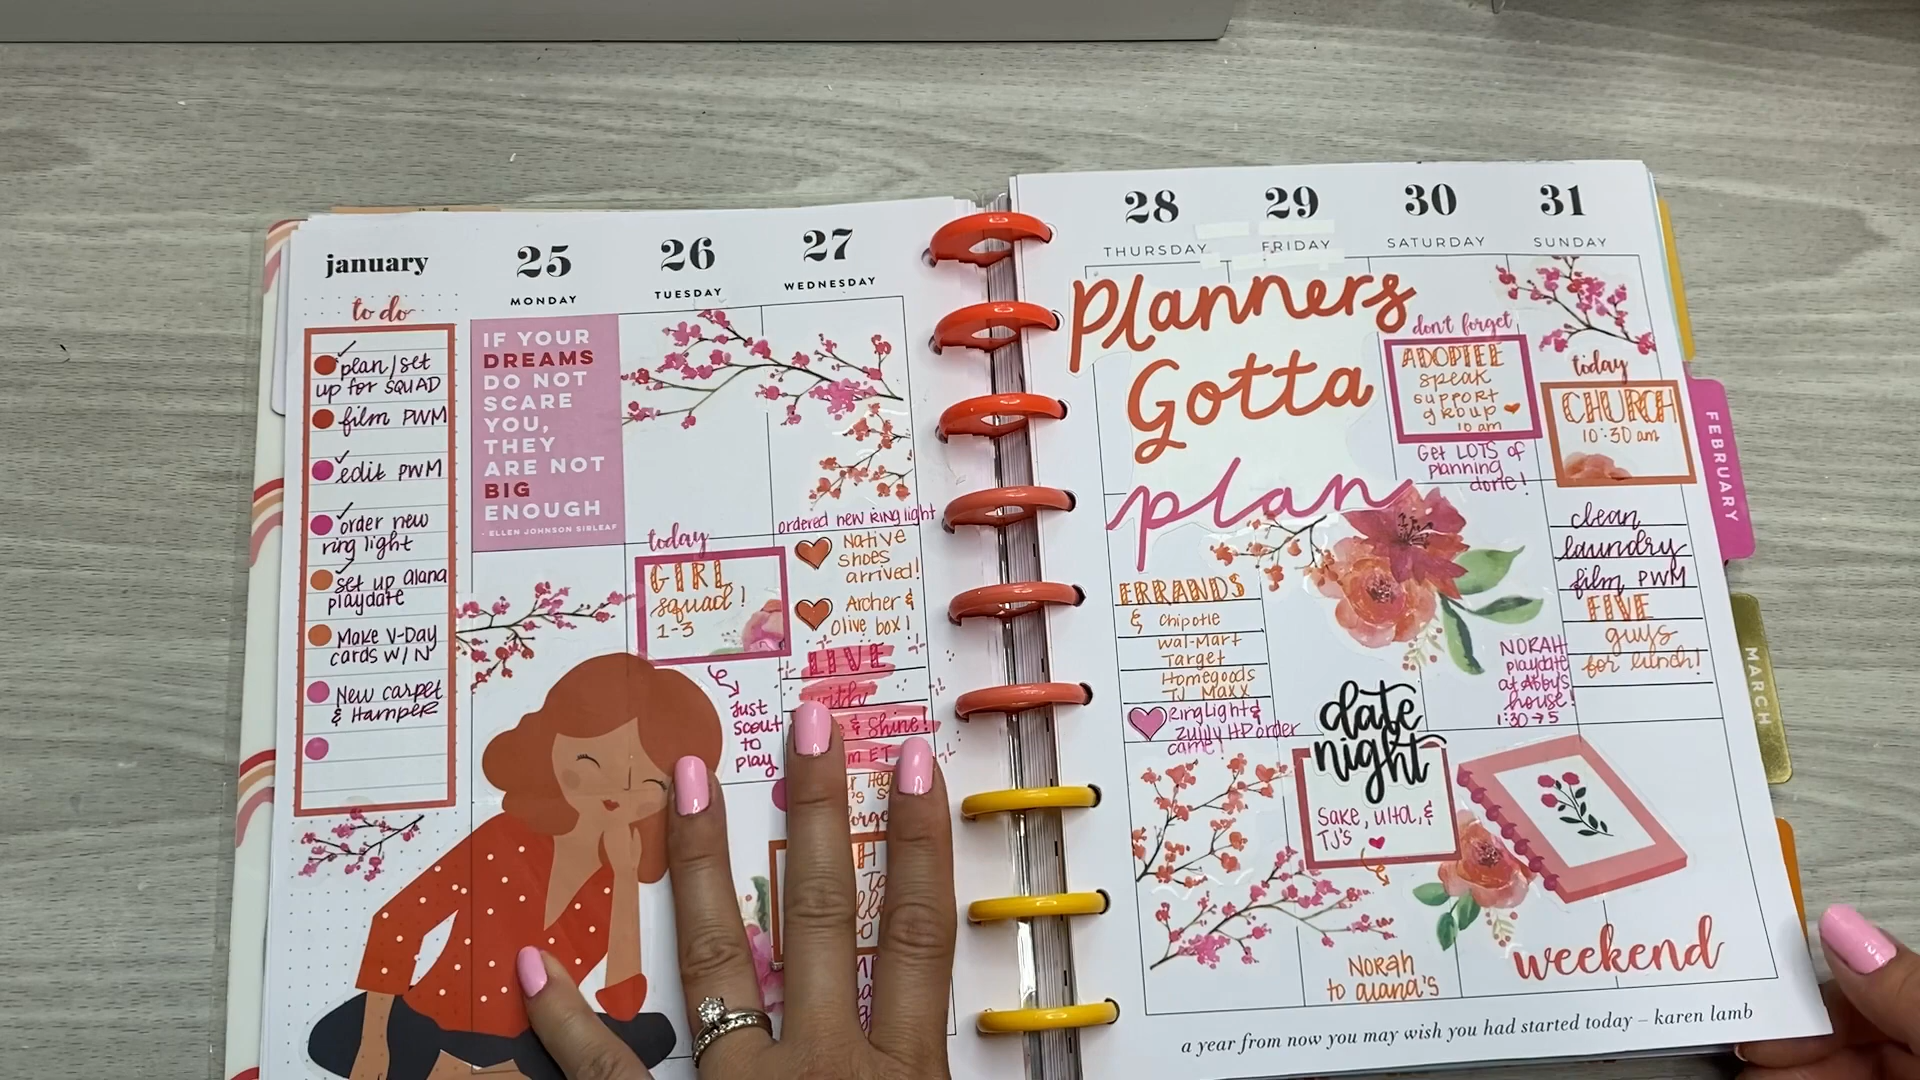 january
to do
plan/set
up for SQUAD
film PWM
edit PWM
order new
ring light
set up alana
playdate
Make V-Day
cards w/ N
New carpet
& Hamper
25
MONDAY
IF YOUR
DREAMS
DO NOT
SCARE
YOU,
THEY
ARE NOT
BIG
ENOUGH
- ELLEN JOHNSON SIRLEAF
26
TUESDAY
today
GIRL
squad!
1-3
Just
scout
to
play
27
WEDNESDAY
ordered new Ring light
Native
shoes
arrived!
Archer &
Olive box!
LIVE
with
& Shine!
ET
28
THURSDAY
29
FRIDAY
30
SATURDAY
31
SUNDAY
Planners
Gotta
plan
ERRANDS
& Chipotle
Wal-Mart
Target
Homegoods
TJ Maxx
Ring Light &
Zulily HP order
came!
date
night
Sake, ulta, &
TJ's
Norah
to alana's
don't forget
ADOPTEE
speak
support
group
10 am
Get LOTS of
planning
done!
NORAH
playdate
at Abby's
house!
1:30→5
today
CHURCH
10:30 am
clean
laundry
film PWM
FIVE
guys
for lunch!
weekend
a year from now you may wish you had started today – karen lamb
FEBRUARY
MARCH